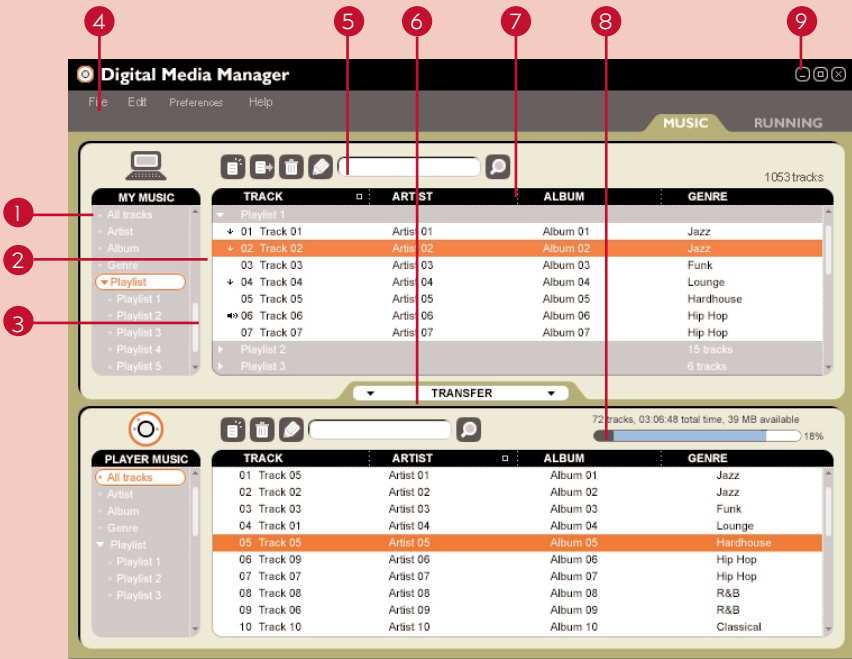 4 5 6 7 8 9
Digital Media Manager
File Edit Preferences Help
MUSIC RUNNING
1053 tracks
MY MUSIC TRACK ARTIST ALBUM GENRE
1 All tracks Playlist 1
Artist 01 Track 01 Artist 01 Album 01 Jazz
Album 02 Track 02 Artist 02 Album 02 Jazz
2 Genre 03 Track 03 Artist 03 Album 03 Funk
Playlist 04 Track 04 Artist 04 Album 04 Lounge
Playlist 1 05 Track 05 Artist 05 Album 05 Hardhouse
3 Playlist 2 06 Track 06 Artist 06 Album 06 Hip Hop
Playlist 3 07 Track 07 Artist 07 Album 07 Hip Hop
Playlist 4 Playlist 2 15 tracks
Playlist 5 Playlist 3 6 tracks
TRANSFER
72 tracks, 03:06:48 total time, 39 MB available
18%
PLAYER MUSIC TRACK ARTIST ALBUM GENRE
All tracks 01 Track 05 Artist 01 Album 01 Jazz
Artist 02 Track 02 Artist 02 Album 02 Jazz
Album 03 Track 03 Artist 03 Album 03 Funk
Genre 04 Track 01 Artist 04 Album 04 Lounge
Playlist 05 Track 05 Artist 05 Album 05 Hardhouse
Playlist 1 06 Track 09 Artist 06 Album 06 Hip Hop
Playlist 2 07 Track 07 Artist 07 Album 07 Hip Hop
Playlist 3 08 Track 08 Artist 08 Album 08 R&B
09 Track 06 Artist 09 Album 09 R&B
10 Track 10 Artist 10 Album 10 Classical